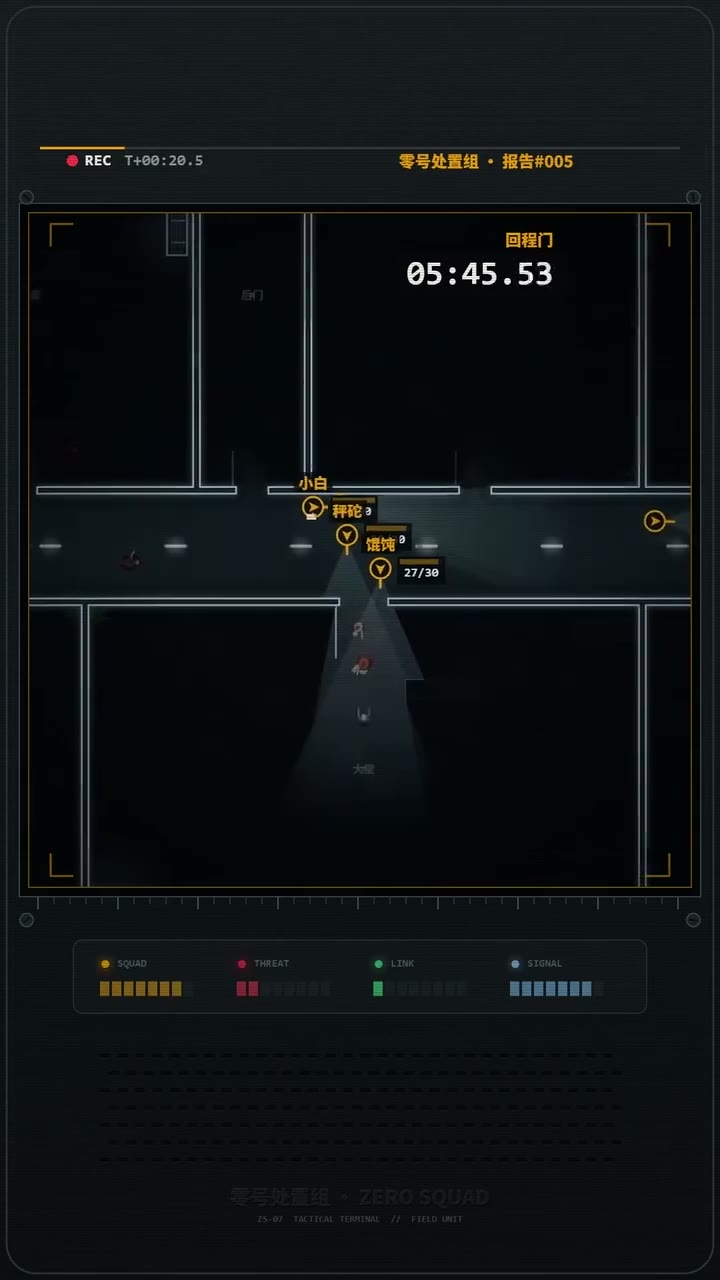 REC T+00:20.5
零号处置组 • 报告#005
回程门
05:45.53
后门
小白
秤砣
馄饨
27/30
大堂
SQUAD
THREAT
LINK
SIGNAL
零号处置组 • ZERO SQUAD
ZS-07 TACTICAL TERMINAL // FIELD UNIT